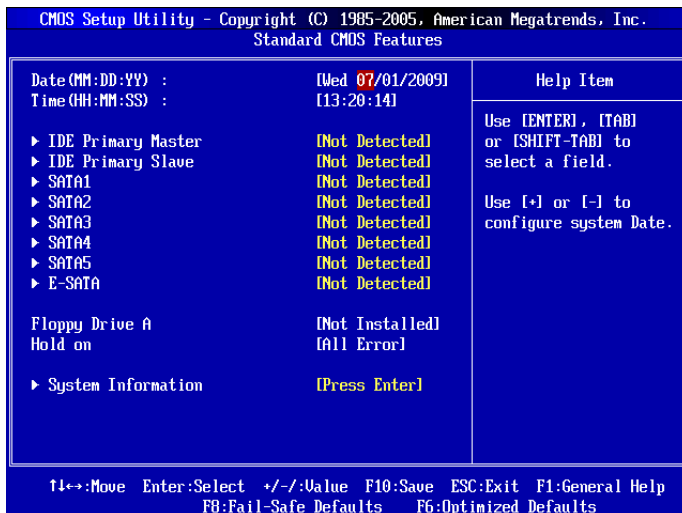 CMOS Setup Utility - Copyright (C) 1985-2005, American Megatrends, Inc.
Standard CMOS Features
Date(MM:DD:YY) : [Wed 07/01/2009]
Time(HH:MM:SS) : [13:20:14]
▶ IDE Primary Master [Not Detected]
▶ IDE Primary Slave [Not Detected]
▶ SATA1 [Not Detected]
▶ SATA2 [Not Detected]
▶ SATA3 [Not Detected]
▶ SATA4 [Not Detected]
▶ SATA5 [Not Detected]
▶ E-SATA [Not Detected]
Floppy Drive A [Not Installed]
Hold on [All Error]
▶ System Information [Press Enter]
Help Item
Use [ENTER], [TAB]
or [SHIFT-TAB] to
select a field.
Use [+] or [-] to
configure system Date.
↑↓←→:Move Enter:Select +/-/:Value F10:Save ESC:Exit F1:General Help
F8:Fail-Safe Defaults F6:Optimized Defaults